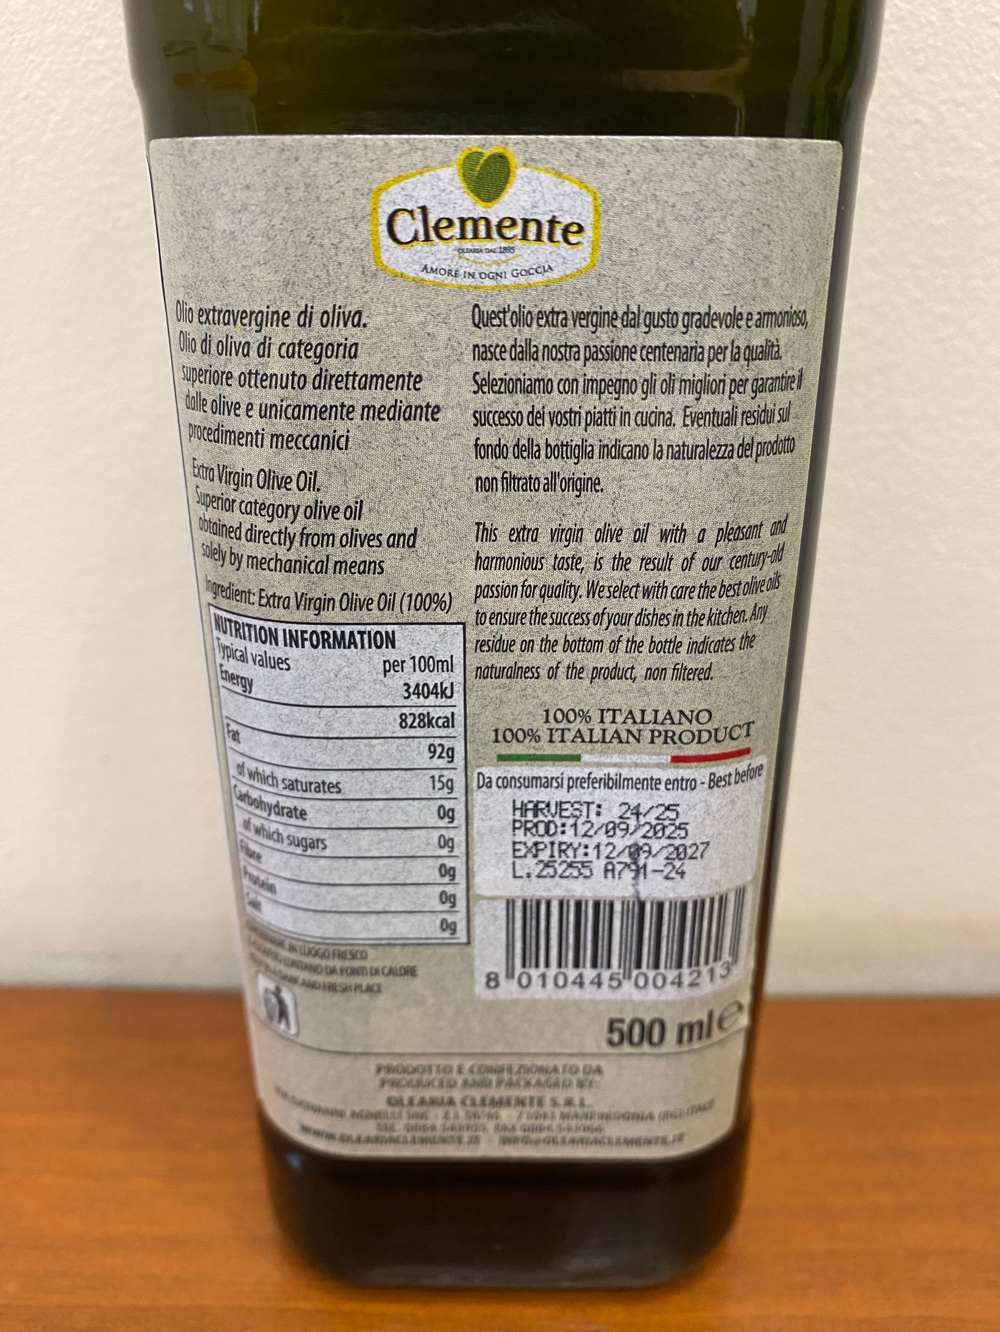 Clemente
OLEARIA DAL 1895
AMORE IN OGNI GOCCIA
Olio extravergine di oliva.
Olio di oliva di categoria
superiore ottenuto direttamente
dalle olive e unicamente mediante
procedimenti meccanici
Extra Virgin Olive Oil.
Superior category olive oil
obtained directly from olives and
solely by mechanical means
Ingredient: Extra Virgin Olive Oil (100%)
NUTRITION INFORMATION
Typical values per 100ml
Energy 3404kJ
828kcal
Fat 92g
of which saturates 15g
Carbohydrate 0g
of which sugars 0g
Fibre 0g
Protein 0g
Salt 0g
IN LUOGO FRESCO
LONTANO DA FONTI DI CALORE
AND FRESH PLACE
Quest'olio extra vergine dal gusto gradevole e armonioso,
nasce dalla nostra passione centenaria per la qualità.
Selezioniamo con impegno gli oli migliori per garantire il
successo dei vostri piatti in cucina. Eventuali residui sul
fondo della bottiglia indicano la naturalezza del prodotto
non filtrato all'origine.
This extra virgin olive oil with a pleasant and
harmonious taste, is the result of our century-old
passion for quality. We select with care the best olive oils
to ensure the success of your dishes in the kitchen. Any
residue on the bottom of the bottle indicates the
naturalness of the product, non filtered.
100% ITALIANO
100% ITALIAN PRODUCT
Da consumarsi preferibilmente entro - Best before
HARVEST: 24/25
PROD:12/09/2025
EXPIRY:12/09/2027
L.25255 A791-24
8 010445 004213
500 ml e
PRODOTTO E CONFEZIONATO DA
PRODUCED AND PACKAGED BY:
OLEARIA CLEMENTE S.R.L.